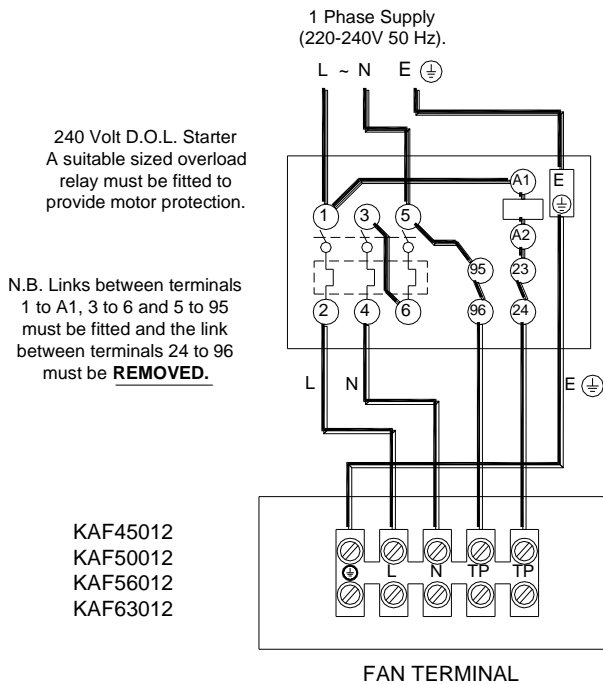 1 Phase Supply
(220-240V 50 Hz).
L ~ N E
240 Volt D.O.L. Starter
A suitable sized overload
relay must be fitted to
provide motor protection.
A1 E
1 3 5
A2
N.B. Links between terminals
1 to A1, 3 to 6 and 5 to 95
must be fitted and the link
between terminals 24 to 96
must be REMOVED.
95 23
2 4 6 96 24
L N E
KAF45012
KAF50012
KAF56012
KAF63012
L N TP TP
FAN TERMINAL